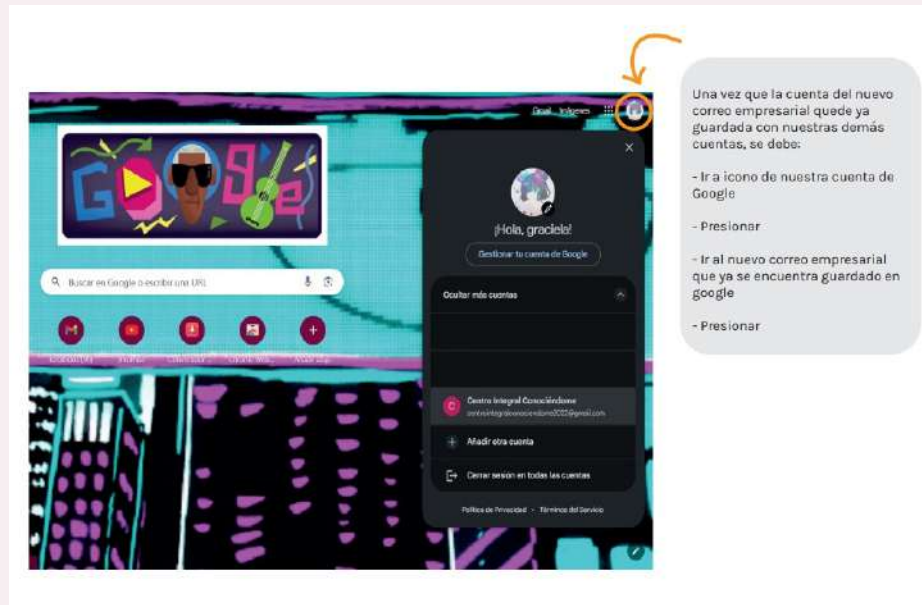 Una vez que la cuenta del nuevo
correo empresarial quede ya
guardada con nuestras demás
cuentas, se debe:
- Ir a icono de nuestra cuenta de
Google
- Presionar
- Ir al nuevo correo empresarial
que ya se encuentra guardado en
google
- Presionar
Gmail Imágenes
Buscar en Google o escribir una URL
¡Hola, graciela!
Gestionar tu cuenta de Google
Ocultar más cuentas
C
Centro Integral Conociéndome
Añadir otra cuenta
Cerrar sesión en todas las cuentas
Política de Privacidad • Términos del Servicio